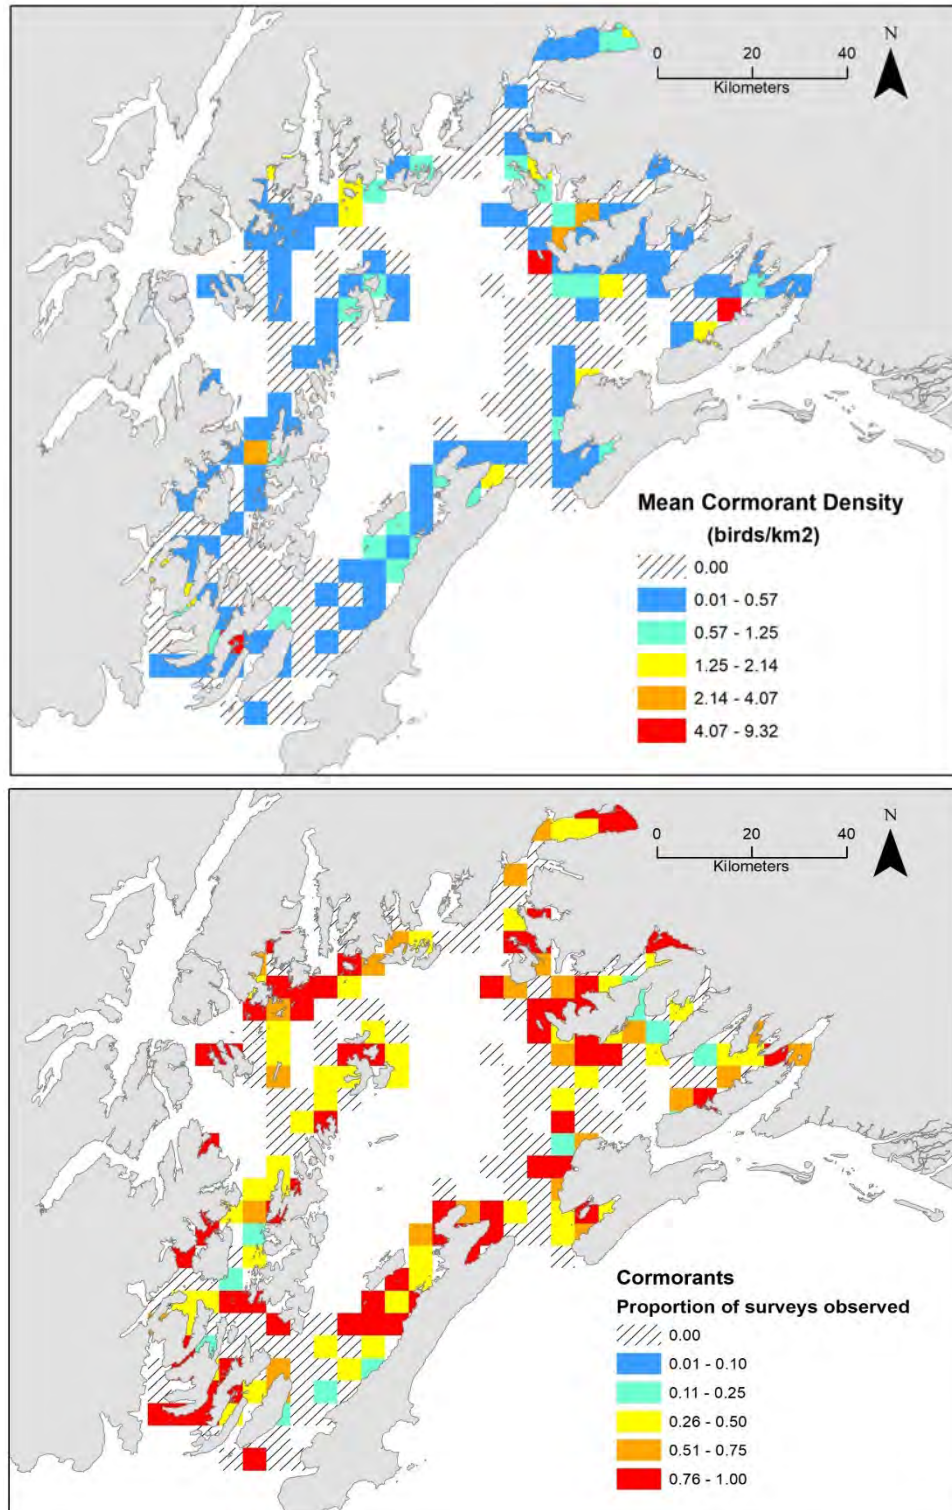 N
0 20 40
Kilometers
Mean Cormorant Density
(birds/km2)
0.00
0.01 - 0.57
0.57 - 1.25
1.25 - 2.14
2.14 - 4.07
4.07 - 9.32
N
0 20 40
Kilometers
Cormorants
Proportion of surveys observed
0.00
0.01 - 0.10
0.11 - 0.25
0.26 - 0.50
0.51 - 0.75
0.76 - 1.00